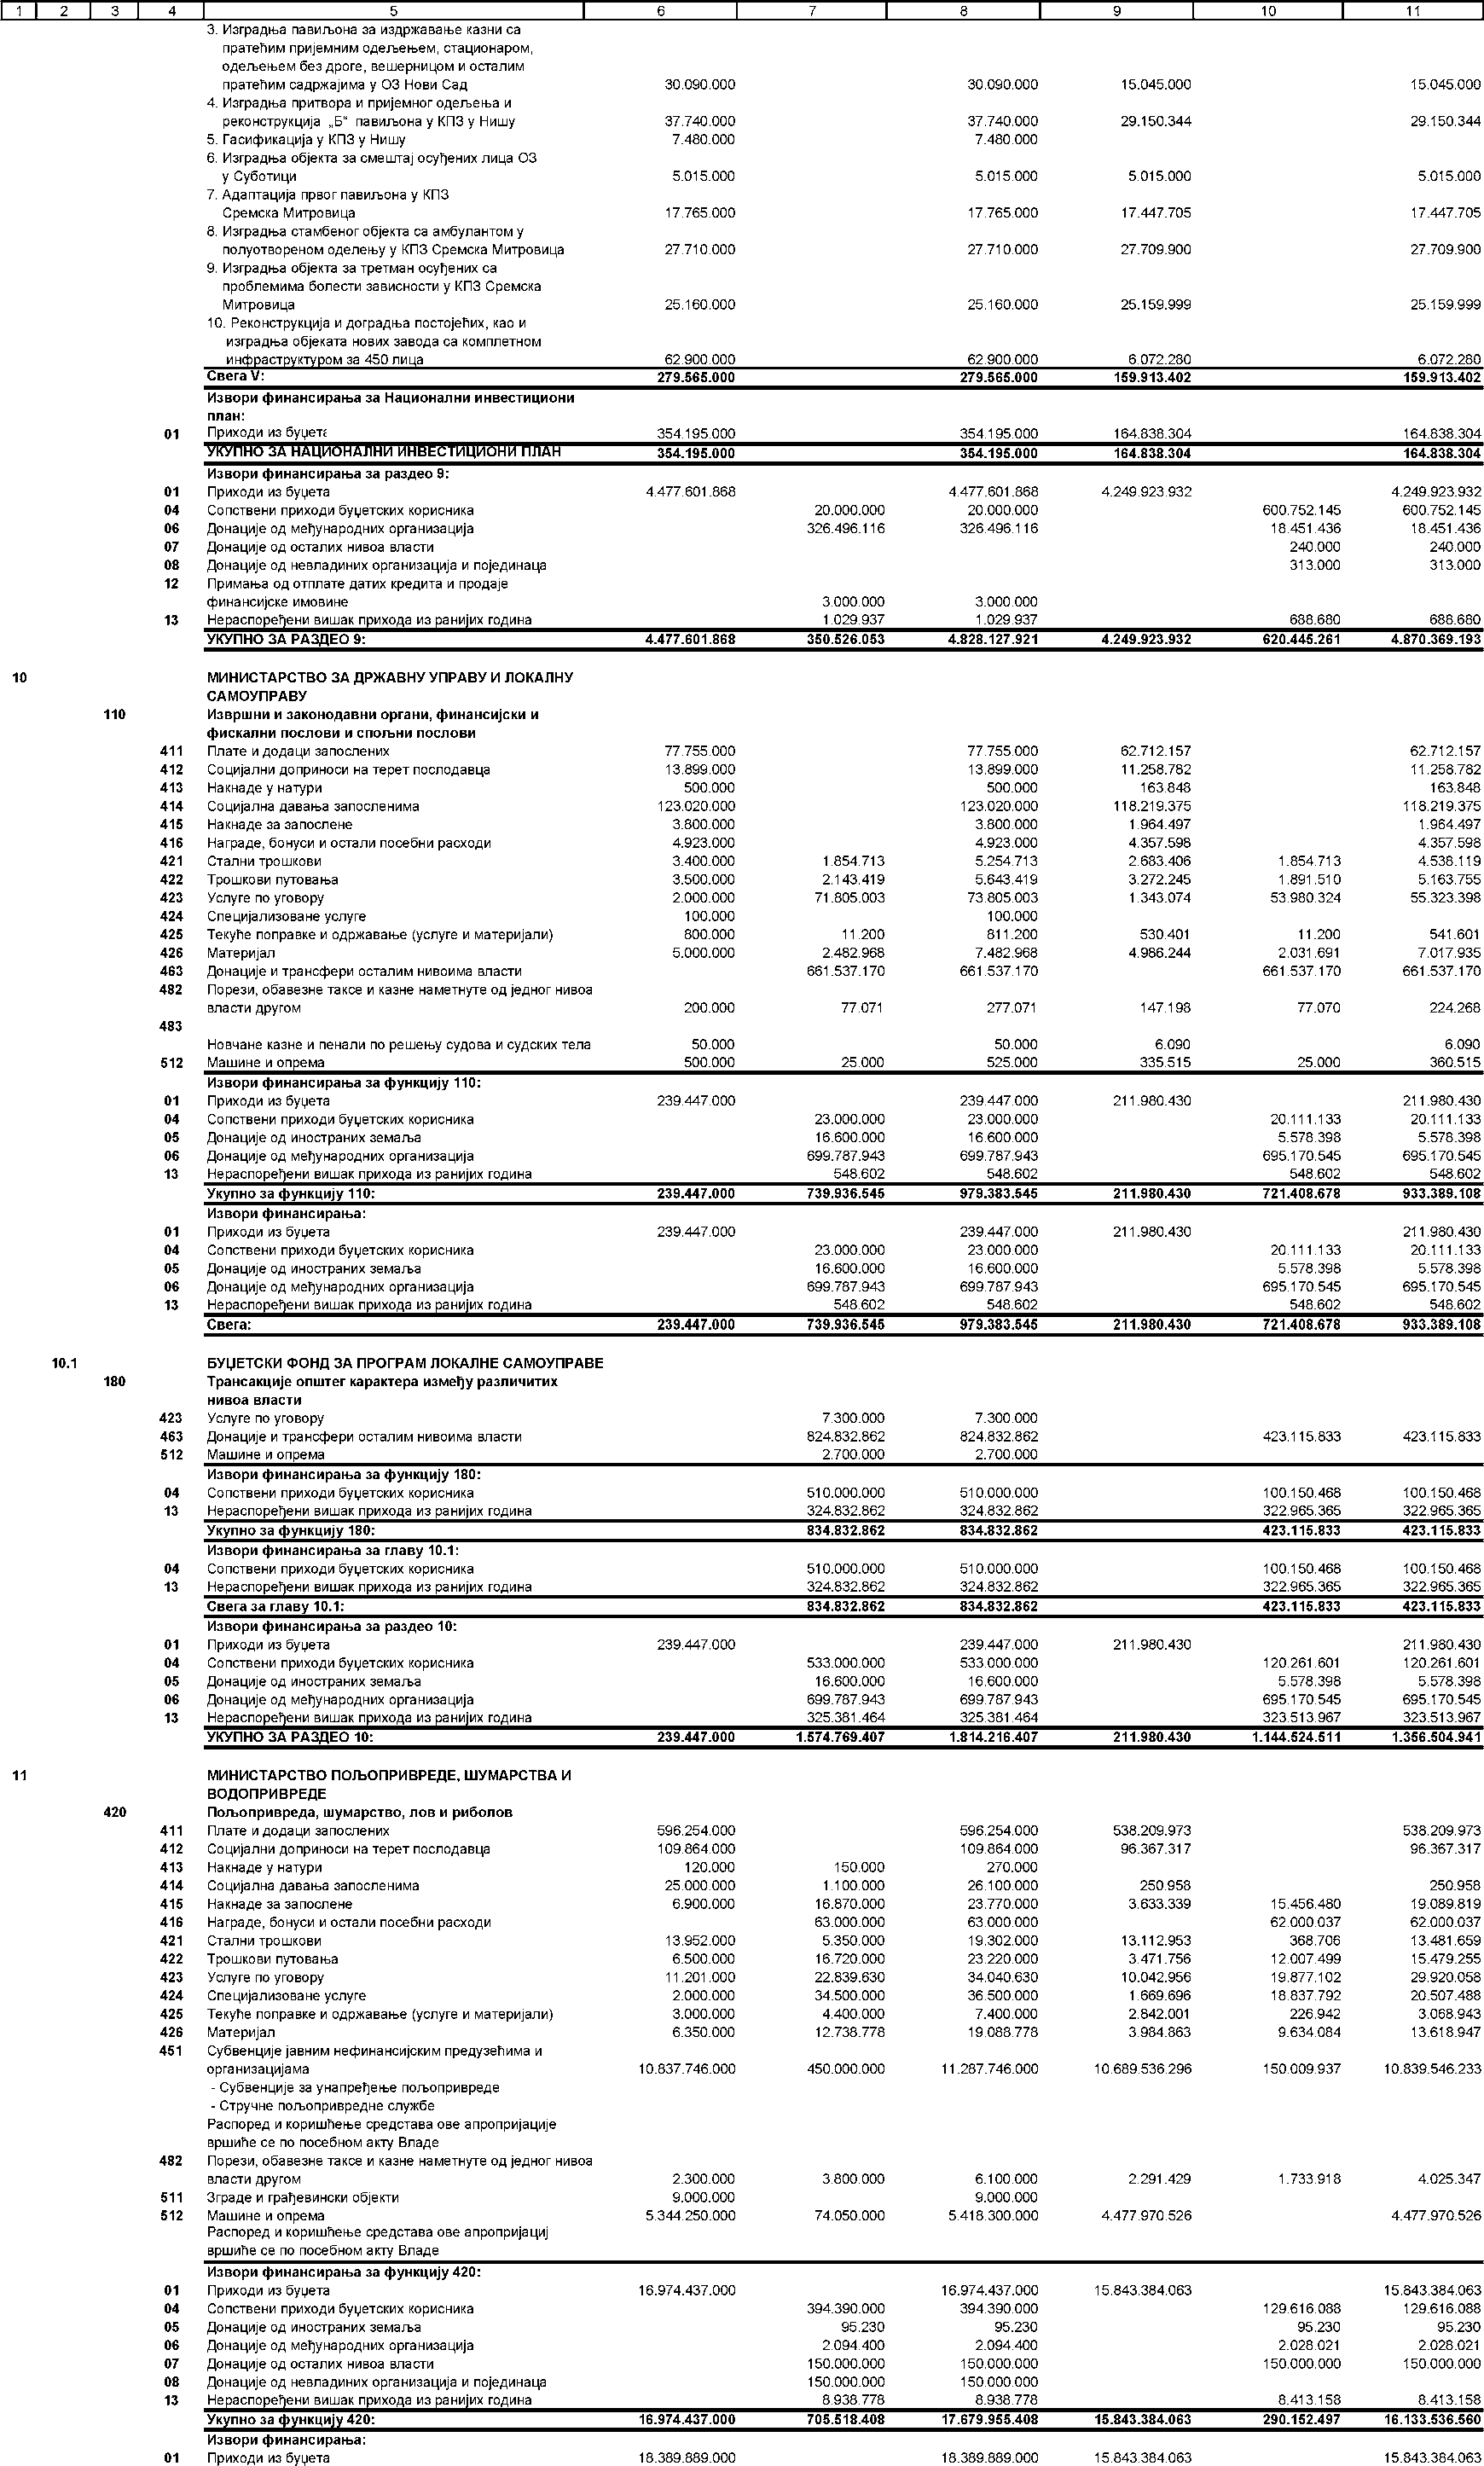 1 2 3 4 5 6 7 8 9 10 11
3. Изградња павиљона за издржавање казни са
пратећим пријемним одељењем, стационаром,
одељењем без дроге, вешерницом и осталим
пратећим садржајима у ОЗ Нови Сад 30.090.000 30.090.000 15.045.000 15.045.000
4. Изградња притвора и пријемног одељења и
реконструкција „Б“ павиљона у КПЗ у Нишу 37.740.000 37.740.000 29.150.344 29.150.344
5. Гасификација у КПЗ у Нишу 7.480.000 7.480.000
6. Изградња објекта за смештај осуђених лица ОЗ
у Суботици 5.015.000 5.015.000 5.015.000 5.015.000
7. Адаптација првог павиљона у КПЗ
Сремска Митровица 17.765.000 17.765.000 17.447.705 17.447.705
8. Изградња стамбеног објекта са амбулантом у
полуотвореном оделењу у КПЗ Сремска Митровица 27.710.000 27.710.000 27.709.900 27.709.900
9. Изградња објекта за третман осуђених са
проблемима болести зависности у КПЗ Сремска
Митровица 25.160.000 25.160.000 25.159.999 25.159.999
10. Реконструкција и доградња постојећих, као и
изградња објеката нових завода са комплетном
инфраструктуром за 450 лица 62.900.000 62.900.000 6.072.280 6.072.280
Свега V: 279.565.000 279.565.000 159.913.402 159.913.402
Извори финансирања за Национални инвестициони
план:
01 Приходи из буџета 354.195.000 354.195.000 164.838.304 164.838.304
УКУПНО ЗА НАЦИОНАЛНИ ИНВЕСТИЦИОНИ ПЛАН 354.195.000 354.195.000 164.838.304 164.838.304
Извори финансирања за раздео 9:
01 Приходи из буџета 4.477.601.868 4.477.601.868 4.249.923.932 4.249.923.932
04 Сопствени приходи буџетских корисника 20.000.000 20.000.000 600.752.145 600.752.145
06 Донације од међународних организација 326.496.116 326.496.116 18.451.436 18.451.436
07 Донације од осталих нивоа власти 240.000 240.000
08 Донације од невладиних организација и појединаца 313.000 313.000
12 Примања од отплате датих кредита и продаје
финансијске имовине 3.000.000 3.000.000
13 Нераспоређени вишак прихода из ранијих година 1.029.937 1.029.937 688.680 688.680
УКУПНО ЗА РАЗДЕО 9: 4.477.601.868 350.526.053 4.828.127.921 4.249.923.932 620.445.261 4.870.369.193
10 МИНИСТАРСТВО ЗА ДРЖАВНУ УПРАВУ И ЛОКАЛНУ
САМОУПРАВУ
110 Извршни и законодавни органи, финансијски и
фискални послови и спољни послови
411 Плате и додаци запослених 77.755.000 77.755.000 62.712.157 62.712.157
412 Социјални доприноси на терет послодавца 13.899.000 13.899.000 11.258.782 11.258.782
413 Накнаде у натури 500.000 500.000 163.848 163.848
414 Социјална давања запосленима 123.020.000 123.020.000 118.219.375 118.219.375
415 Накнаде за запослене 3.800.000 3.800.000 1.964.497 1.964.497
416 Награде, бонуси и остали посебни расходи 4.923.000 4.923.000 4.357.598 4.357.598
421 Стални трошкови 3.400.000 1.854.713 5.254.713 2.683.406 1.854.713 4.538.119
422 Трошкови путовања 3.500.000 2.143.419 5.643.419 3.272.245 1.891.510 5.163.755
423 Услуге по уговору 2.000.000 71.805.003 73.805.003 1.343.074 53.980.324 55.323.398
424 Специјализоване услуге 100.000 100.000
425 Текуће поправке и одржавање (услуге и материјали) 800.000 11.200 811.200 530.401 11.200 541.601
426 Материјал 5.000.000 2.482.968 7.482.968 4.986.244 2.031.691 7.017.935
463 Донације и трансфери осталим нивоима власти 661.537.170 661.537.170 661.537.170 661.537.170
482 Порези, обавезне таксе и казне наметнуте од једног нивоа
власти другом 200.000 77.071 277.071 147.198 77.070 224.268
483
Новчане казне и пенали по решењу судова и судских тела 50.000 50.000 6.090 6.090
512 Машине и опрема 500.000 25.000 525.000 335.515 25.000 360.515
Извори финансирања за функцију 110:
01 Приходи из буџета 239.447.000 239.447.000 211.980.430 211.980.430
04 Сопствени приходи буџетских корисника 23.000.000 23.000.000 20.111.133 20.111.133
05 Донације од иностраних земаља 16.600.000 16.600.000 5.578.398 5.578.398
06 Донације од међународних организација 699.787.943 699.787.943 695.170.545 695.170.545
13 Нераспоређени вишак прихода из ранијих година 548.602 548.602 548.602 548.602
Укупно за функцију 110: 239.447.000 739.936.545 979.383.545 211.980.430 721.408.678 933.389.108
Извори финансирања:
01 Приходи из буџета 239.447.000 239.447.000 211.980.430 211.980.430
04 Сопствени приходи буџетских корисника 23.000.000 23.000.000 20.111.133 20.111.133
05 Донације од иностраних земаља 16.600.000 16.600.000 5.578.398 5.578.398
06 Донације од међународних организација 699.787.943 699.787.943 695.170.545 695.170.545
13 Нераспоређени вишак прихода из ранијих година 548.602 548.602 548.602 548.602
Свега: 239.447.000 739.936.545 979.383.545 211.980.430 721.408.678 933.389.108
10.1 БУЏЕТСКИ ФОНД ЗА ПРОГРАМ ЛОКАЛНЕ САМОУПРАВЕ
180 Трансакције општег карактера између различитих
нивоа власти
423 Услуге по уговору 7.300.000 7.300.000
463 Донације и трансфери осталим нивоима власти 824.832.862 824.832.862 423.115.833 423.115.833
512 Машине и опрема 2.700.000 2.700.000
Извори финансирања за функцију 180:
04 Сопствени приходи буџетских корисника 510.000.000 510.000.000 100.150.468 100.150.468
13 Нераспоређени вишак прихода из ранијих година 324.832.862 324.832.862 322.965.365 322.965.365
Укупно за функцију 180: 834.832.862 834.832.862 423.115.833 423.115.833
Извори финансирања за главу 10.1:
04 Сопствени приходи буџетских корисника 510.000.000 510.000.000 100.150.468 100.150.468
13 Нераспоређени вишак прихода из ранијих година 324.832.862 324.832.862 322.965.365 322.965.365
Свега за главу 10.1: 834.832.862 834.832.862 423.115.833 423.115.833
Извори финансирања за раздео 10:
01 Приходи из буџета 239.447.000 239.447.000 211.980.430 211.980.430
04 Сопствени приходи буџетских корисника 533.000.000 533.000.000 120.261.601 120.261.601
05 Донације од иностраних земаља 16.600.000 16.600.000 5.578.398 5.578.398
06 Донације од међународних организација 699.787.943 699.787.943 695.170.545 695.170.545
13 Нераспоређени вишак прихода из ранијих година 325.381.464 325.381.464 323.513.967 323.513.967
УКУПНО ЗА РАЗДЕО 10: 239.447.000 1.574.769.407 1.814.216.407 211.980.430 1.144.524.511 1.356.504.941
11 МИНИСТАРСТВО ПОЉОПРИВРЕДЕ, ШУМАРСТВА И
ВОДОПРИВРЕДЕ
420 Пољопривреда, шумарство, лов и риболов
411 Плате и додаци запослених 596.254.000 596.254.000 538.209.973 538.209.973
412 Социјални доприноси на терет послодавца 109.864.000 109.864.000 96.367.317 96.367.317
413 Накнаде у натури 120.000 150.000 270.000
414 Социјална давања запосленима 25.000.000 1.100.000 26.100.000 250.958 250.958
415 Накнаде за запослене 6.900.000 16.870.000 23.770.000 3.633.339 15.456.480 19.089.819
416 Награде, бонуси и остали посебни расходи 63.000.000 63.000.000 62.000.037 62.000.037
421 Стални трошкови 13.952.000 5.350.000 19.302.000 13.112.953 368.706 13.481.659
422 Трошкови путовања 6.500.000 16.720.000 23.220.000 3.471.756 12.007.499 15.479.255
423 Услуге по уговору 11.201.000 22.839.630 34.040.630 10.042.956 19.877.102 29.920.058
424 Специјализоване услуге 2.000.000 34.500.000 36.500.000 1.669.696 18.837.792 20.507.488
425 Текуће поправке и одржавање (услуге и материјали) 3.000.000 4.400.000 7.400.000 2.842.001 226.942 3.068.943
426 Материјал 6.350.000 12.738.778 19.088.778 3.984.863 9.634.084 13.618.947
451 Субвенције јавним нефинансијским предузећима и
организацијама 10.837.746.000 450.000.000 11.287.746.000 10.689.536.296 150.009.937 10.839.546.233
- Субвенције за унапређење пољопривреде
- Стручне пољопривредне службе
Распоред и коришћење средстава ове апропријације
вршиће се по посебном акту Владе
482 Порези, обавезне таксе и казне наметнуте од једног нивоа
власти другом 2.300.000 3.800.000 6.100.000 2.291.429 1.733.918 4.025.347
511 Зграде и грађевински објекти 9.000.000 9.000.000
512 Машине и опрема 5.344.250.000 74.050.000 5.418.300.000 4.477.970.526 4.477.970.526
Распоред и коришћење средстава ове апропријациј
вршиће се по посебном акту Владе
Извори финансирања за функцију 420:
01 Приходи из буџета 16.974.437.000 16.974.437.000 15.843.384.063 15.843.384.063
04 Сопствени приходи буџетских корисника 394.390.000 394.390.000 129.616.088 129.616.088
05 Донације од иностраних земаља 95.230 95.230 95.230 95.230
06 Донације од међународних организација 2.094.400 2.094.400 2.028.021 2.028.021
07 Донације од осталих нивоа власти 150.000.000 150.000.000 150.000.000 150.000.000
08 Донације од невладиних организација и појединаца 150.000.000 150.000.000
13 Нераспоређени вишак прихода из ранијих година 8.938.778 8.938.778 8.413.158 8.413.158
Укупно за функцију 420: 16.974.437.000 705.518.408 17.679.955.408 15.843.384.063 290.152.497 16.133.536.560
Извори финансирања:
01 Приходи из буџета 18.389.889.000 18.389.889.000 15.843.384.063 15.843.384.063